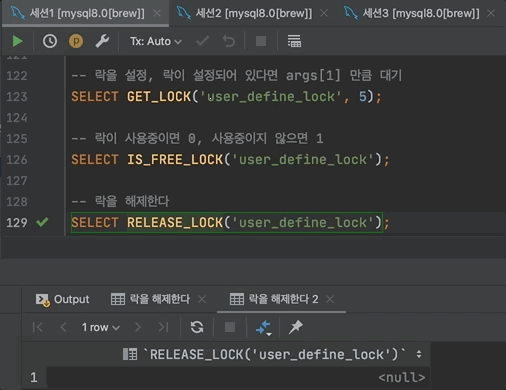 세션1 [mysql8.0[brew]] 세션2 [mysql8.0[brew]] 세션3 [mysql8.0[brew]]
Tx: Auto
122 -- 락을 설정, 락이 설정되어 있다면 args[1] 만큼 대기
123 SELECT GET_LOCK('user_define_lock', 5);
124
125 -- 락이 사용중이면 0, 사용중이지 않으면 1
126 SELECT IS_FREE_LOCK('user_define_lock');
127
128 -- 락을 해제한다
129 SELECT RELEASE_LOCK('user_define_lock');
Output 락을 해제한다 락을 해제한다 2
1 row
`RELEASE_LOCK('user_define_lock')`
1 <null>